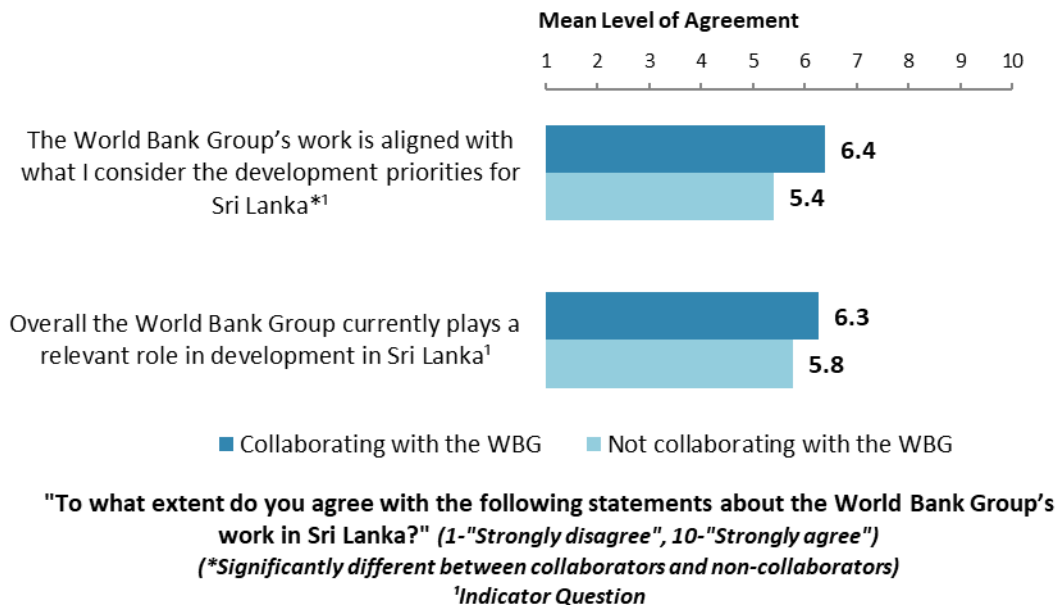 Mean Level of Agreement
1 2 3 4 5 6 7 8 9 10
The World Bank Group’s work is aligned with
what I consider the development priorities for
Sri Lanka*¹
6.4
5.4
Overall the World Bank Group currently plays a
relevant role in development in Sri Lanka¹
6.3
5.8
Collaborating with the WBG Not collaborating with the WBG
"To what extent do you agree with the following statements about the World Bank Group’s
work in Sri Lanka?" (1-"Strongly disagree", 10-"Strongly agree")
(*Significantly different between collaborators and non-collaborators)
¹Indicator Question